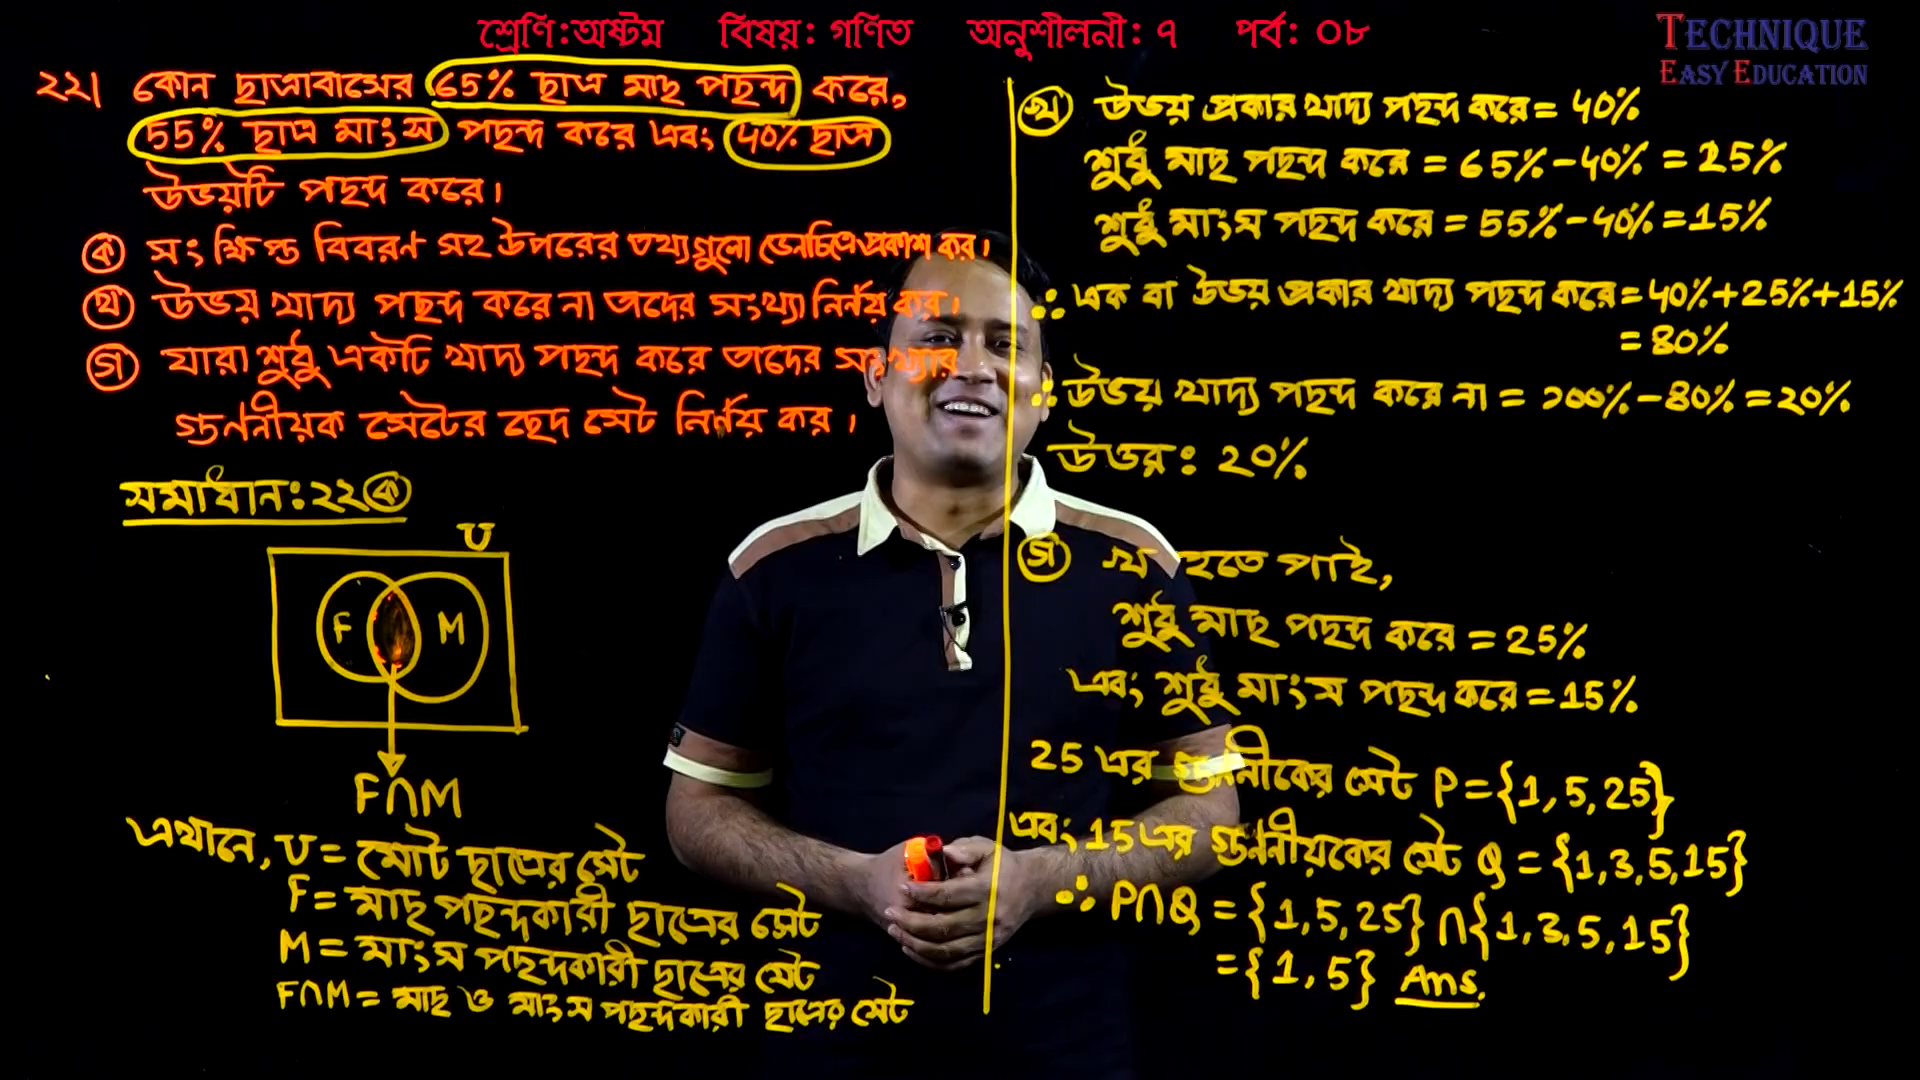 শ্রেণি:অষ্টম বিষয়: গণিত অনুশীলনী: ৭ পর্ব: ০৮
TECHNIQUE
EASY EDUCATION
২২। কোন ছাত্রাবাসের 65% ছাত্র মাছ পছন্দ করে,
55% ছাত্র মাংস পছন্দ করে এবং 40% ছাত্র
উভয়টি পছন্দ করে।
ক সংক্ষিপ্ত বিবরণ সহ উপরের তথ্যগুলো ভেনচিত্রে প্রকাশ কর।
খ উভয় খাদ্য পছন্দ করে না তাদের সংখ্যা নির্নয় কর।
গ যারা শুধু একটি খাদ্য পছন্দ করে তাদের সংখ্যার
গুণনীয়ক সেটের ছেদ সেট নির্ণয় কর।
সমাধান: ২২ ক
U
F M
F∩M
এখানে, U = মোট ছাত্রের সেট
F = মাছ পছন্দকারী ছাত্রের সেট
M = মাংস পছন্দকারী ছাত্রের সেট
F∩M = মাছ ও মাংস পছন্দকারী ছাত্রের সেট
খ উভয় প্রকার খাদ্য পছন্দ করে = 40%
শুধু মাছ পছন্দ করে = 65% - 40% = 25%
শুধু মাংস পছন্দ করে = 55% - 40% = 15%
∴ এক বা উভয় প্রকার খাদ্য পছন্দ করে = 40% + 25% + 15%
= 80%
∴ উভয় খাদ্য পছন্দ করে না = ১00% - 80% = 20%
উত্তর: 20%
গ খ হতে পাই,
শুধু মাছ পছন্দ করে = 25%
এবং শুধু মাংস পছন্দ করে = 15%
25 এর গুণনীকের সেট P = {1, 5, 25}
এবং 15 এর গুণনীয়কের সেট Q = {1, 3, 5, 15}
∴ P∩Q = {1, 5, 25} ∩ {1, 3, 5, 15}
= {1, 5} Ans.